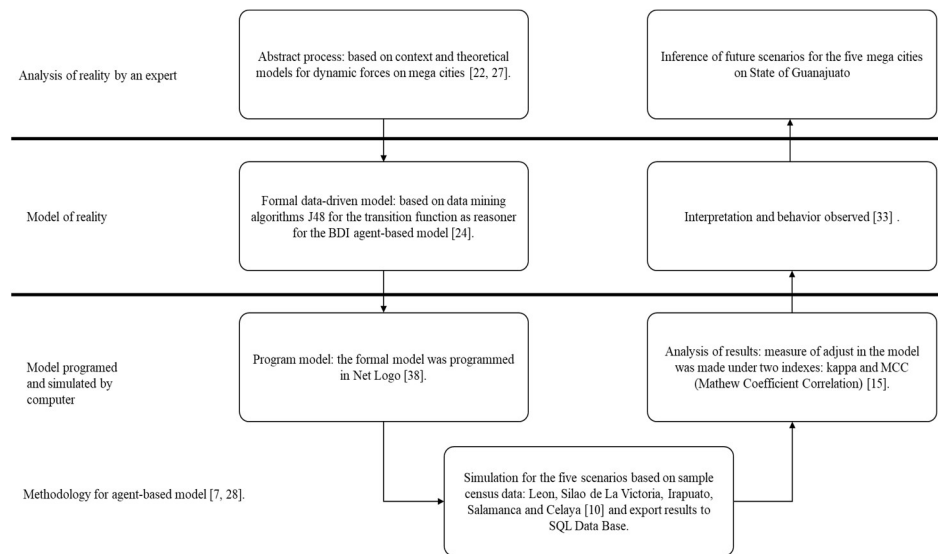 Analysis of reality by an expert
Abstract process: based on context and theoretical
models for dynamic forces on mega cities [22, 27].
Inference of future scenarios for the five mega cities
on State of Guanajuato
Model of reality
Formal data-driven model: based on data mining
algorithms J48 for the transition function as reasoner
for the BDI agent-based model [24].
Interpretation and behavior observed [33] .
Model programed
and simulated by
computer
Program model: the formal model was programmed
in Net Logo [38].
Analysis of results: measure of adjust in the model
was made under two indexes: kappa and MCC
(Mathew Coefficient Correlation) [15].
Methodology for agent-based model [7, 28].
Simulation for the five scenarios based on sample
census data: Leon, Silao de La Victoria, Irapuato,
Salamanca and Celaya [10] and export results to
SQL Data Base.